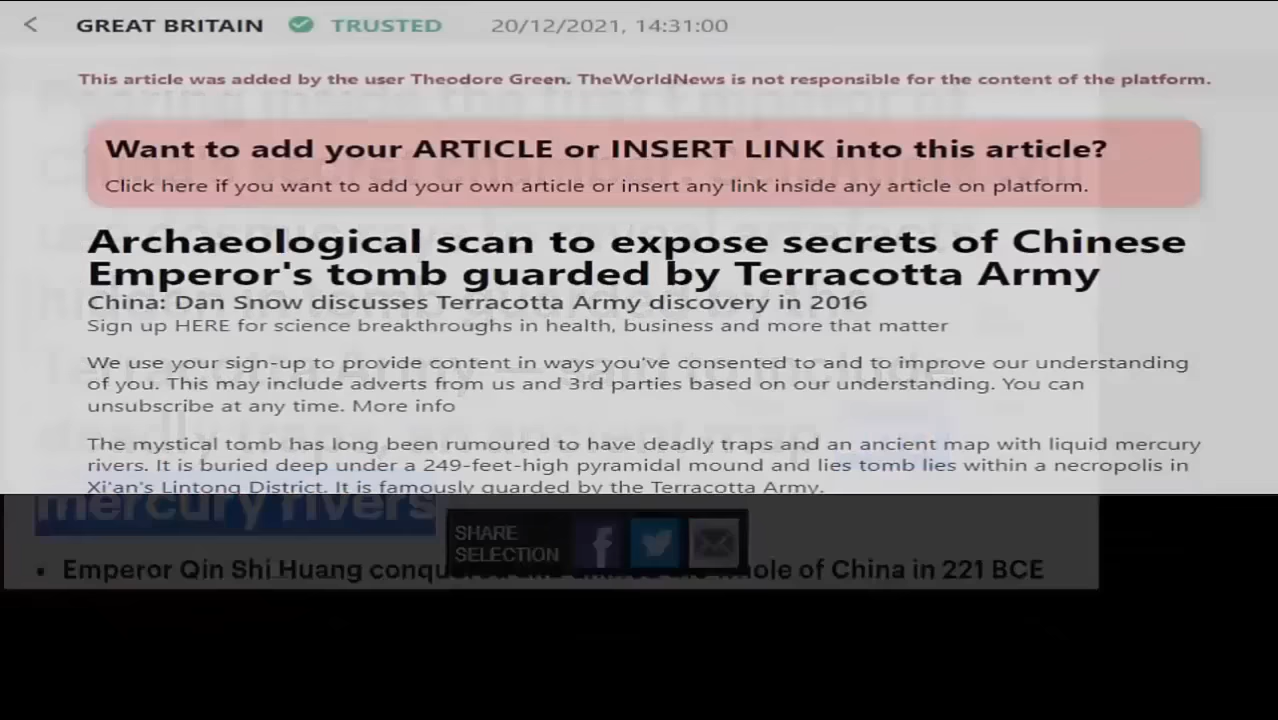 GREAT BRITAIN TRUSTED 20/12/2021, 14:31:00
This article was added by the user Theodore Green. TheWorldNews is not responsible for the content of the platform.
Want to add your ARTICLE or INSERT LINK into this article?
Click here if you want to add your own article or insert any link inside any article on platform.
Archaeological scan to expose secrets of Chinese
Emperor's tomb guarded by Terracotta Army
China: Dan Snow discusses Terracotta Army discovery in 2016
Sign up HERE for science breakthroughs in health, business and more that matter
We use your sign-up to provide content in ways you've consented to and to improve our understanding
of you. This may include adverts from us and 3rd parties based on our understanding. You can
unsubscribe at any time. More info
The mystical tomb has long been rumoured to have deadly traps and an ancient map with liquid mercury
rivers. It is buried deep under a 249-feet-high pyramidal mound and lies tomb lies within a necropolis in
Xi'an's Lintong District. It is famously guarded by the Terracotta Army.
mercury rivers
SHARE
SELECTION
• Emperor Qin Shi Huang conquered and united the whole of China in 221 BCE